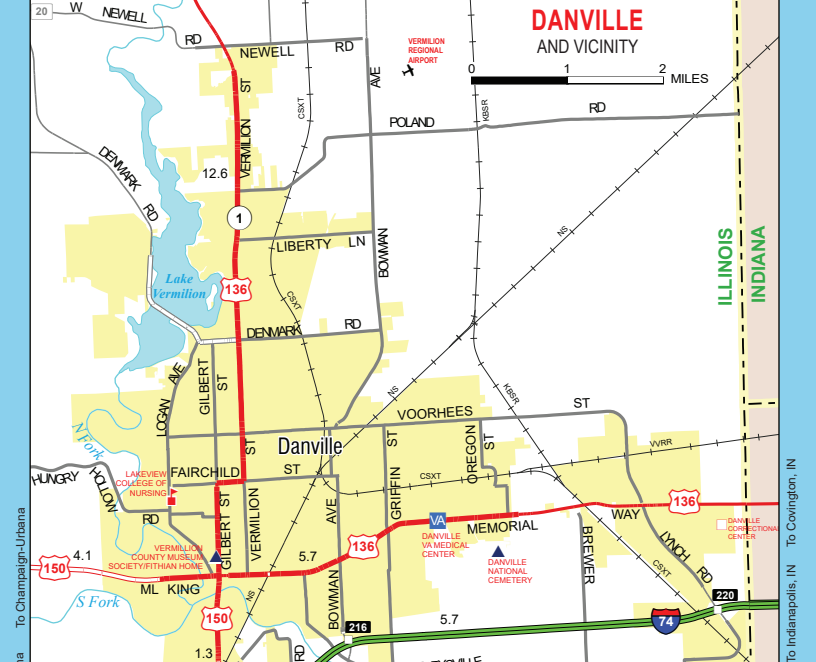 20
W NEWELL
RD
NEWELL
RD
VERMILION
REGIONAL
AIRPORT
DANVILLE
AND VICINITY
0 1 2
MILES
AVE
ST
CSXT
KBSR
POLAND
RD
VERMILION
12.6
DENMARK
RD
1
LIBERTY LN
BOWMAN
NS
ILLINOIS
INDIANA
Lake
Vermilion
136
CSXT
DENMARK RD
LOGAN AVE
GILBERT ST
NS
KBSR
VOORHEES ST
N Fork
Danville
ST
ST
OREGON ST
VVRR
HUNGRY
HOLLOW
RD
LAKEVIEW
COLLEGE OF
NURSING
FAIRCHILD ST
CSXT
GILBERT ST
VERMILION
AVE
GRIFFIN
136
VA
DANVILLE
VA MEDICAL
CENTER
MEMORIAL
WAY
136
DANVILLE
CORRECTIONAL
CENTER
DANVILLE
NATIONAL
CEMETERY
BREWER
LYNCH RD
CSXT
VERMILION
COUNTY MUSEUM
SOCIETY/FITHIAN HOME
150
4.1
5.7
ML KING
S Fork
150
NS
BOWMAN
1.3
RD
216
5.7
74
220
To Champaign-Urbana
To Covington, IN
To Indianapolis, IN